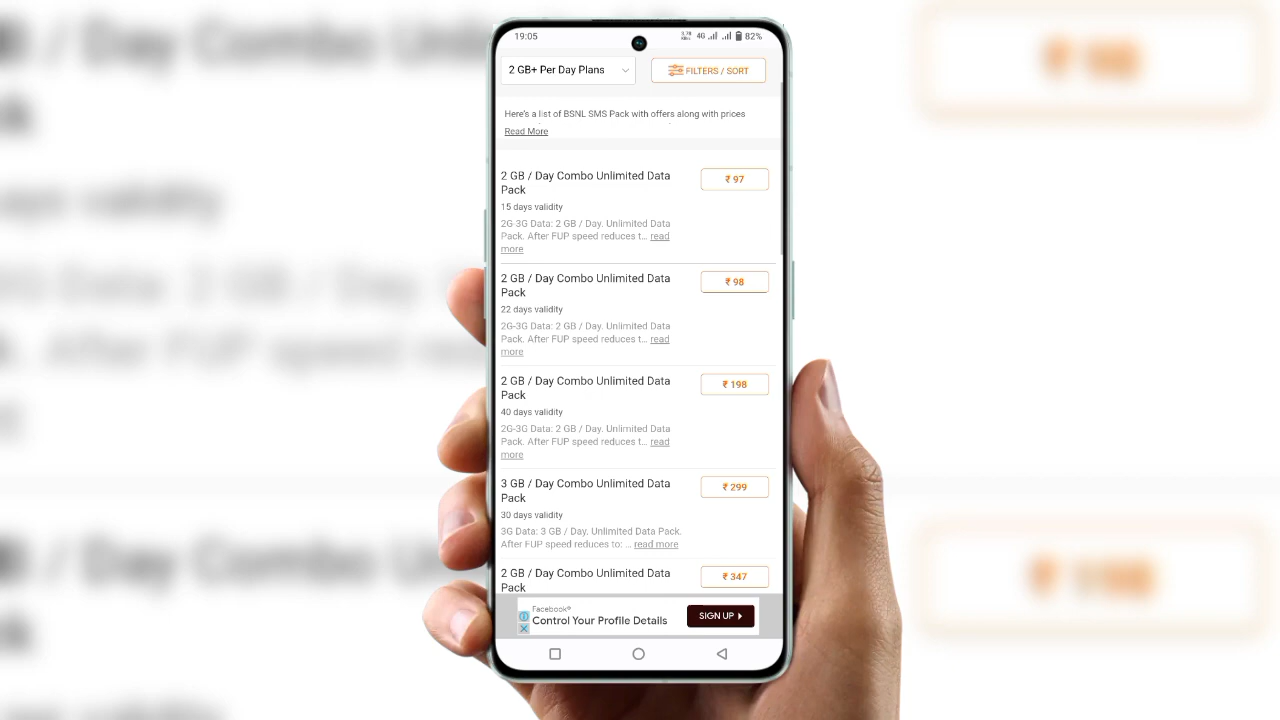 19:05
3.78
KB/s
4G
82%
2 GB+ Per Day Plans
FILTERS / SORT
Here's a list of BSNL SMS Pack with offers along with prices
Read More
2 GB / Day Combo Unlimited Data
Pack
₹ 97
15 days validity
2G-3G Data: 2 GB / Day. Unlimited Data
Pack. After FUP speed reduces t... read
more
2 GB / Day Combo Unlimited Data
Pack
₹ 98
22 days validity
2G-3G Data: 2 GB / Day. Unlimited Data
Pack. After FUP speed reduces t... read
more
2 GB / Day Combo Unlimited Data
Pack
₹ 198
40 days validity
2G-3G Data: 2 GB / Day. Unlimited Data
Pack. After FUP speed reduces t... read
more
3 GB / Day Combo Unlimited Data
Pack
₹ 299
30 days validity
3G Data: 3 GB / Day. Unlimited Data Pack.
After FUP speed reduces to: ... read more
2 GB / Day Combo Unlimited Data
Pack
₹ 347
Facebook®
Control Your Profile Details
SIGN UP